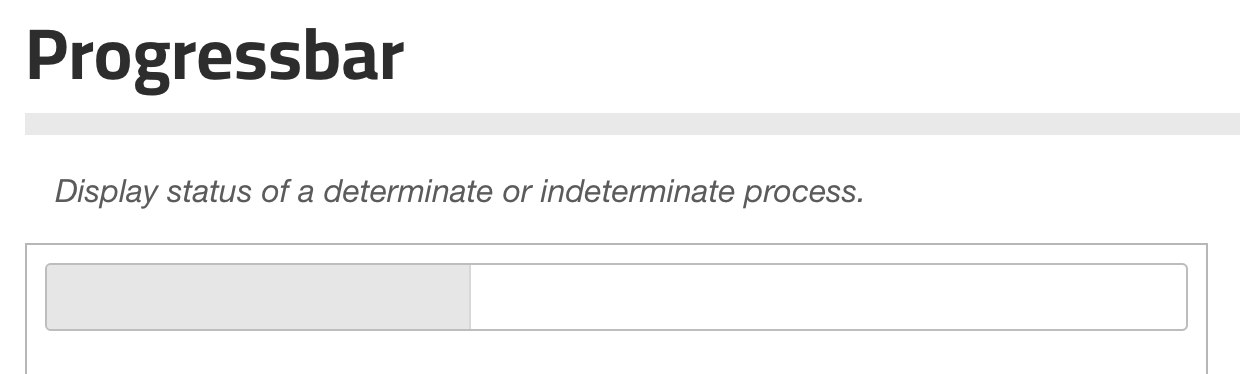 Progressbar
Display status of a determinate or indeterminate process.